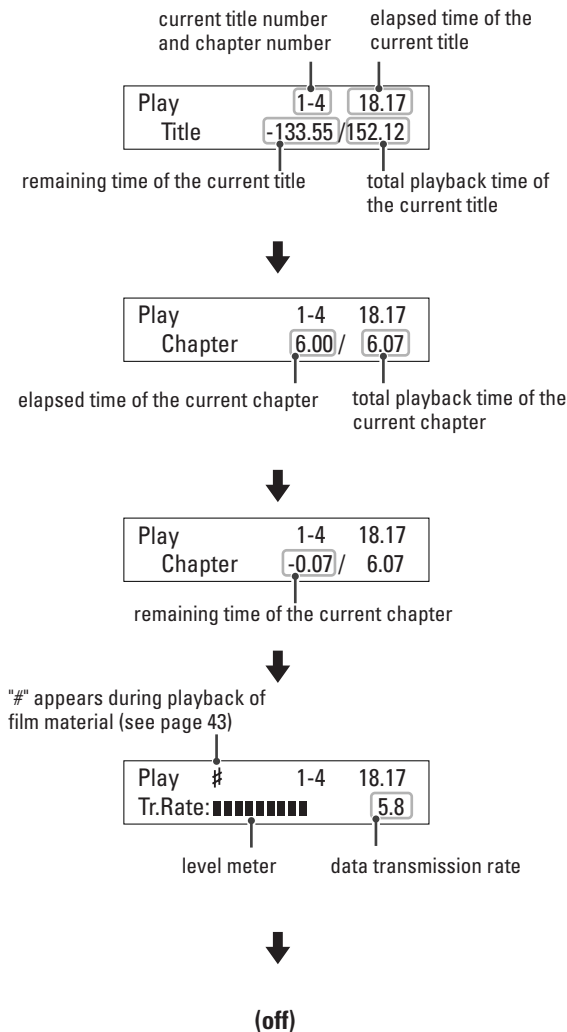 current title number
and chapter number
elapsed time of the
current title
Play 1-4 18.17
Title -133.55/152.12
remaining time of the current title
total playback time of
the current title
Play 1-4 18.17
Chapter 6.00/ 6.07
elapsed time of the current chapter
total playback time of the
current chapter
Play 1-4 18.17
Chapter -0.07/ 6.07
remaining time of the current chapter
"#" appears during playback of
film material (see page 43)
Play # 1-4 18.17
Tr.Rate: 5.8
level meter
data transmission rate
(off)